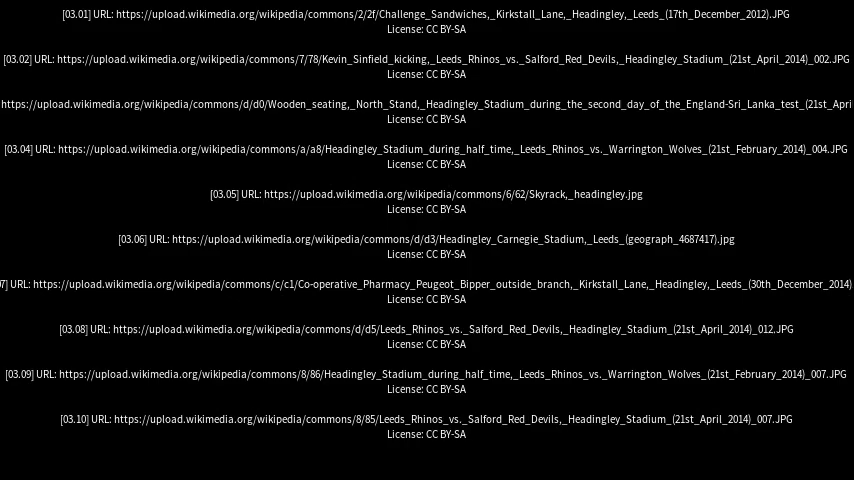 [03.01] URL: https://upload.wikimedia.org/wikipedia/commons/2/2f/Challenge_Sandwiches,_Kirkstall_Lane,_Headingley,_Leeds_(17th_December_2012).JPG
License: CC BY-SA
[03.02] URL: https://upload.wikimedia.org/wikipedia/commons/7/78/Kevin_Sinfield_kicking,_Leeds_Rhinos_vs._Salford_Red_Devils,_Headingley_Stadium_(21st_April_2014)_002.JPG
License: CC BY-SA
https://upload.wikimedia.org/wikipedia/commons/d/d0/Wooden_seating,_North_Stand,_Headingley_Stadium_during_the_second_day_of_the_England-Sri_Lanka_test_(21st_Apri
License: CC BY-SA
[03.04] URL: https://upload.wikimedia.org/wikipedia/commons/a/a8/Headingley_Stadium_during_half_time,_Leeds_Rhinos_vs._Warrington_Wolves_(21st_February_2014)_004.JPG
License: CC BY-SA
[03.05] URL: https://upload.wikimedia.org/wikipedia/commons/6/62/Skyrack,_headingley.jpg
License: CC BY-SA
[03.06] URL: https://upload.wikimedia.org/wikipedia/commons/d/d3/Headingley_Carnegie_Stadium,_Leeds_(geograph_4687417).jpg
License: CC BY-SA
7] URL: https://upload.wikimedia.org/wikipedia/commons/c/c1/Co-operative_Pharmacy_Peugeot_Bipper_outside_branch,_Kirkstall_Lane,_Headingley,_Leeds_(30th_December_2014)
License: CC BY-SA
[03.08] URL: https://upload.wikimedia.org/wikipedia/commons/d/d5/Leeds_Rhinos_vs._Salford_Red_Devils,_Headingley_Stadium_(21st_April_2014)_012.JPG
License: CC BY-SA
[03.09] URL: https://upload.wikimedia.org/wikipedia/commons/8/86/Headingley_Stadium_during_half_time,_Leeds_Rhinos_vs._Warrington_Wolves_(21st_February_2014)_007.JPG
License: CC BY-SA
[03.10] URL: https://upload.wikimedia.org/wikipedia/commons/8/85/Leeds_Rhinos_vs._Salford_Red_Devils,_Headingley_Stadium_(21st_April_2014)_007.JPG
License: CC BY-SA